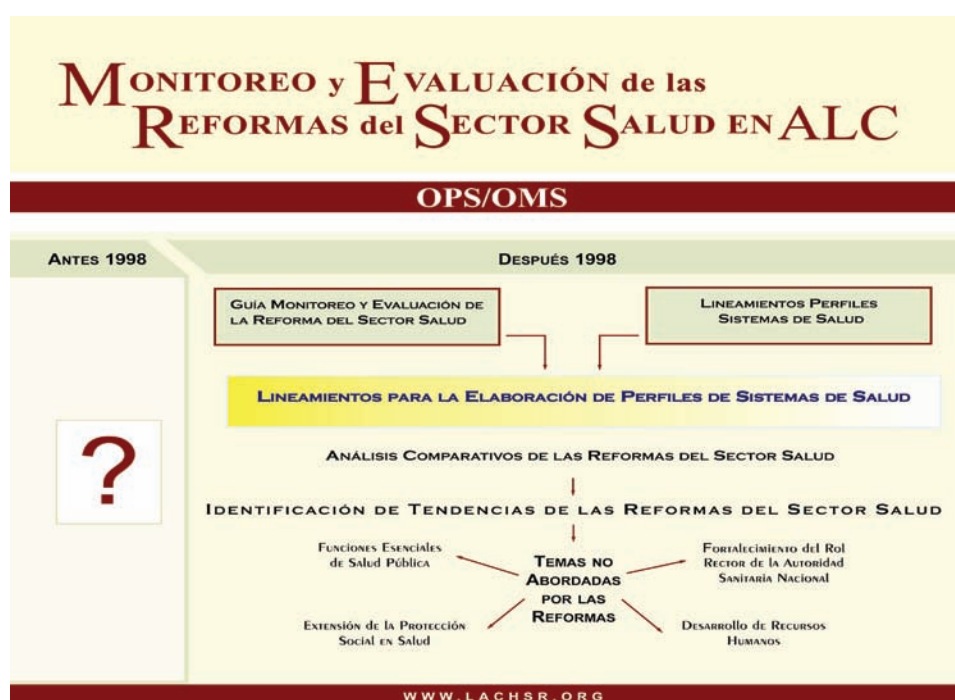 MONITOREO y EVALUACIÓN de las
REFORMAS del SECTOR SALUD EN ALC
OPS/OMS
ANTES 1998
DESPUÉS 1998
GUÍA MONITOREO Y EVALUACIÓN DE
LA REFORMA DEL SECTOR SALUD
LINEAMIENTOS PERFILES
SISTEMAS DE SALUD
LINEAMIENTOS PARA LA ELABORACIÓN DE PERFILES DE SISTEMAS DE SALUD
?
ANÁLISIS COMPARATIVOS DE LAS REFORMAS DEL SECTOR SALUD
IDENTIFICACIÓN DE TENDENCIAS DE LAS REFORMAS DEL SECTOR SALUD
FUNCIONES ESENCIALES
DE SALUD PÚBLICA
TEMAS NO
ABORDADAS
POR LAS
REFORMAS
FORTALECIMIENTO DEL ROL
RECTOR DE LA AUTORIDAD
SANITARIA NACIONAL
EXTENSIÓN DE LA PROTECCIÓN
SOCIAL EN SALUD
DESARROLLO DE RECURSOS
HUMANOS
WWW.LACHSR.ORG